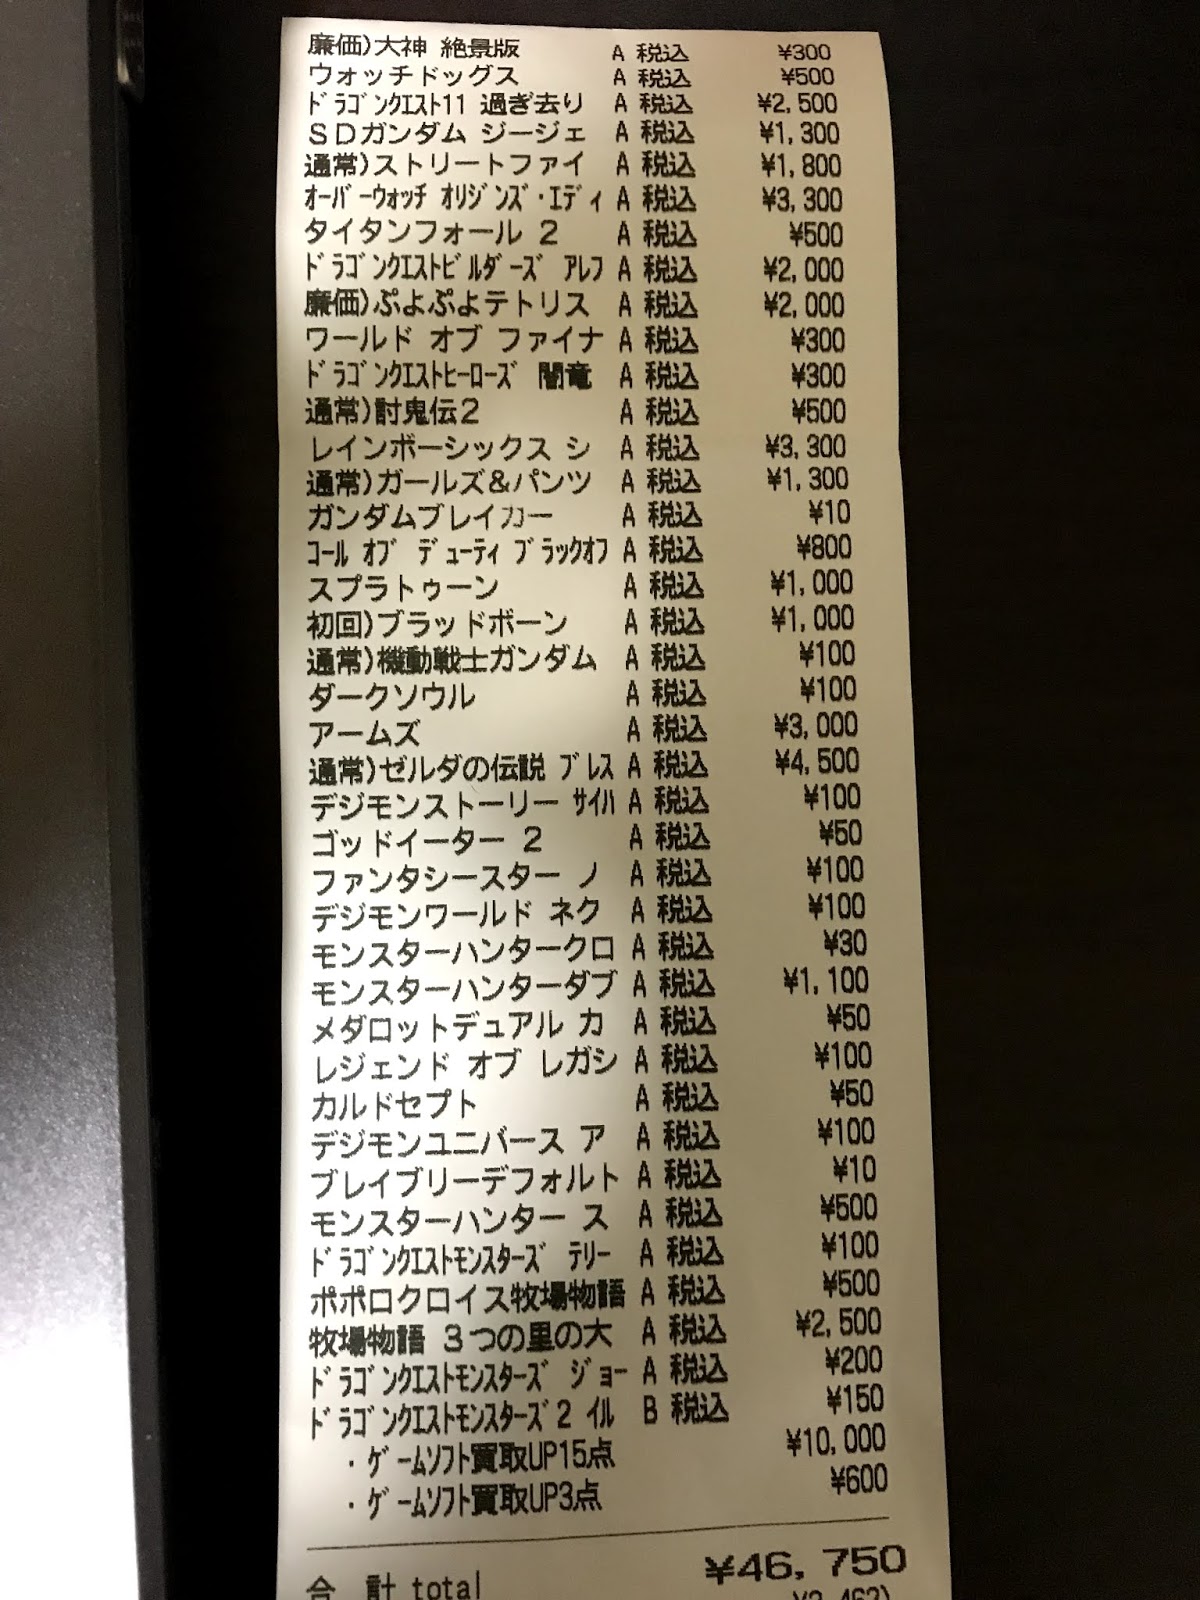 廉価)大神 絶景版 A 税込 ¥300
ウォッチドッグス A 税込 ¥500
ﾄﾞﾗｺﾞﾝｸｴｽﾄ11 過ぎ去り A 税込 ¥2,500
ＳＤガンダム ジージェ A 税込 ¥1,300
通常)ストリートファイ A 税込 ¥1,800
ｵｰﾊﾞｰｳｫｯﾁ ｵﾘｼﾞﾝｽﾞ･ｴﾃﾞｨ A 税込 ¥3,300
タイタンフォール 2 A 税込 ¥500
ﾄﾞﾗｺﾞﾝｸｴｽﾄﾋﾞﾙﾀﾞｰｽﾞ ｱﾚﾌ A 税込 ¥2,000
廉価)ぷよぷよテトリス A 税込 ¥2,000
ワールド オブ ファイナ A 税込 ¥300
ﾄﾞﾗｺﾞﾝｸｴｽﾄﾋｰﾛｰｽﾞ 闇竜 A 税込 ¥300
通常)討鬼伝2 A 税込 ¥500
レインボーシックス シ A 税込 ¥3,300
通常)ガールズ&パンツ A 税込 ¥1,300
ガンダムブレイカー A 税込 ¥10
ｺｰﾙ ｵﾌﾞ ﾃﾞｭｰﾃｨ ﾌﾞﾗｯｸｵﾌ A 税込 ¥800
スプラトゥーン A 税込 ¥1,000
初回)ブラッドボーン A 税込 ¥1,000
通常)機動戦士ガンダム A 税込 ¥100
ダークソウル A 税込 ¥100
アームズ A 税込 ¥3,000
通常)ゼルダの伝説 ﾌﾞﾚｽ A 税込 ¥4,500
デジモンストーリー ｻｲﾊ A 税込 ¥100
ゴッドイーター 2 A 税込 ¥50
ファンタシースター ノ A 税込 ¥100
デジモンワールド ネク A 税込 ¥100
モンスターハンタークロ A 税込 ¥30
モンスターハンターダブ A 税込 ¥1,100
メダロットデュアル カ A 税込 ¥50
レジェンド オブ レガシ A 税込 ¥100
カルドセプト A 税込 ¥50
デジモンユニバース ア A 税込 ¥100
ブレイブリーデフォルト A 税込 ¥10
モンスターハンター ス A 税込 ¥500
ﾄﾞﾗｺﾞﾝｸｴｽﾄﾓﾝｽﾀｰｽﾞ ﾃﾘｰ A 税込 ¥100
ポポロクロイス牧場物語 A 税込 ¥500
牧場物語 3つの里の大 A 税込 ¥2,500
ﾄﾞﾗｺﾞﾝｸｴｽﾄﾓﾝｽﾀｰｽﾞ ｼﾞｮｰ A 税込 ¥200
ﾄﾞﾗｺﾞﾝｸｴｽﾄﾓﾝｽﾀｰｽﾞ2 ｲﾙ B 税込 ¥150
・ｹﾞｰﾑｿﾌﾄ買取UP15点 ¥10,000
・ｹﾞｰﾑｿﾌﾄ買取UP3点 ¥600
合 計 total ¥46,750